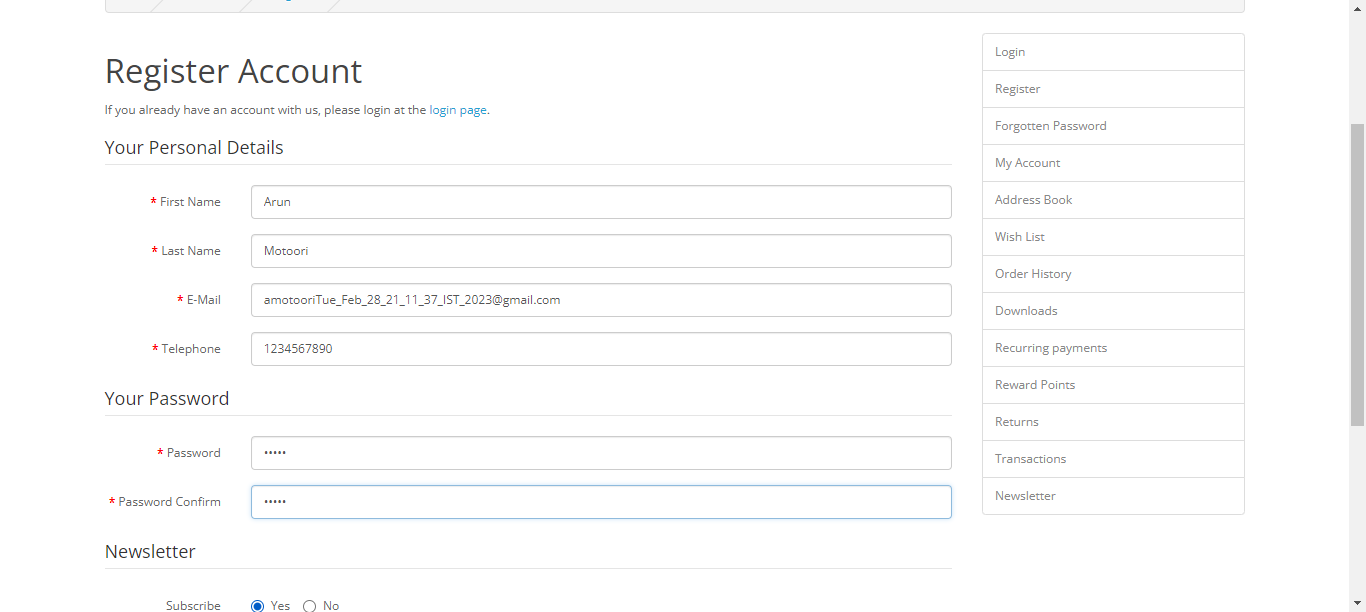 Register Account
If you already have an account with us, please login at the login page.
Your Personal Details
* First Name
Arun
* Last Name
Motoori
* E-Mail
amotooriTue_Feb_28_21_11_37_IST_2023@gmail.com
* Telephone
1234567890
Your Password
* Password
•••••
* Password Confirm
•••••
Newsletter
Subscribe Yes No
Login
Register
Forgotten Password
My Account
Address Book
Wish List
Order History
Downloads
Recurring payments
Reward Points
Returns
Transactions
Newsletter